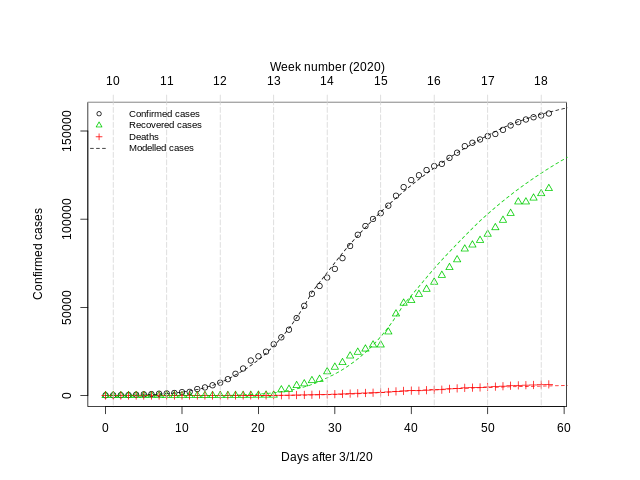 Week number (2020)
10 11 12 13 14 15 16 17 18
Confirmed cases
Recovered cases
Deaths
Modelled cases
150000
100000
50000
0
Confirmed cases
0 10 20 30 40 50 60
Days after 3/1/20